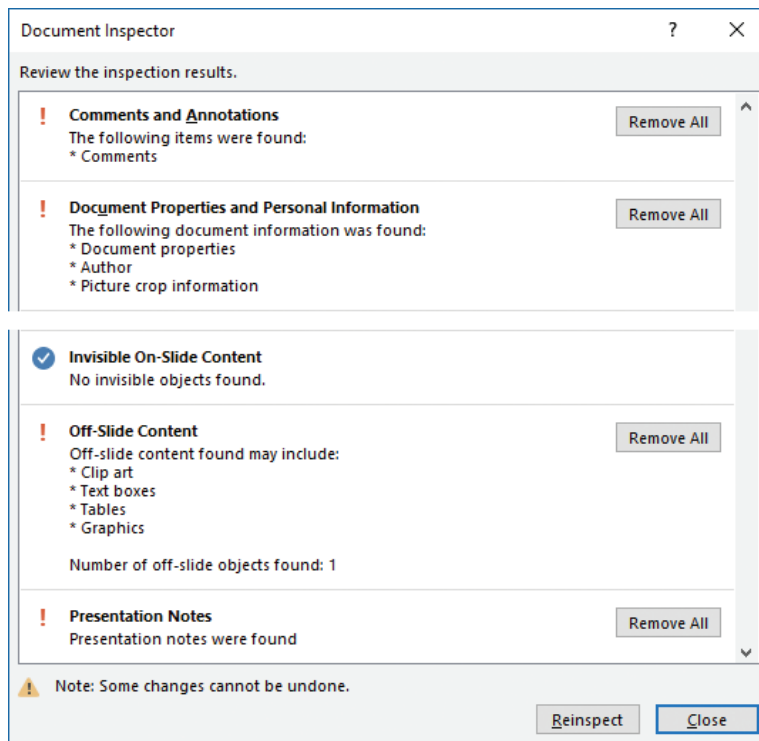 Document Inspector
Review the inspection results.
! Comments and Annotations
Remove All
The following items were found:
* Comments
! Document Properties and Personal Information
Remove All
The following document information was found:
* Document properties
* Author
* Picture crop information
Invisible On-Slide Content
No invisible objects found.
! Off-Slide Content
Remove All
Off-slide content found may include:
* Clip art
* Text boxes
* Tables
* Graphics
Number of off-slide objects found: 1
! Presentation Notes
Remove All
Presentation notes were found
Note: Some changes cannot be undone.
Reinspect Close